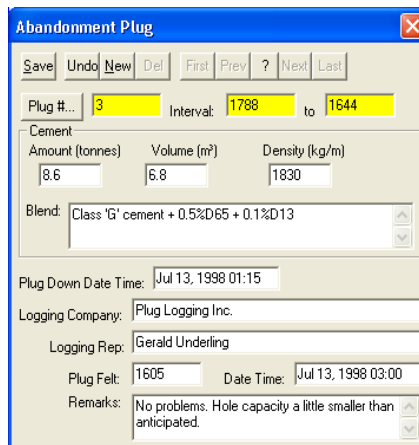 Abandonment Plug
Save Undo New Del First Prev ? Next Last
Plug #... 3 Interval: 1788 to 1644
Cement
Amount (tonnes) Volume (m³) Density (kg/m)
8.6 6.8 1830
Blend: Class 'G' cement + 0.5%D65 + 0.1%D13
Plug Down Date Time: Jul 13, 1998 01:15
Logging Company: Plug Logging Inc.
Logging Rep: Gerald Underling
Plug Felt: 1605 Date Time: Jul 13, 1998 03:00
Remarks: No problems. Hole capacity a little smaller than
anticipated.